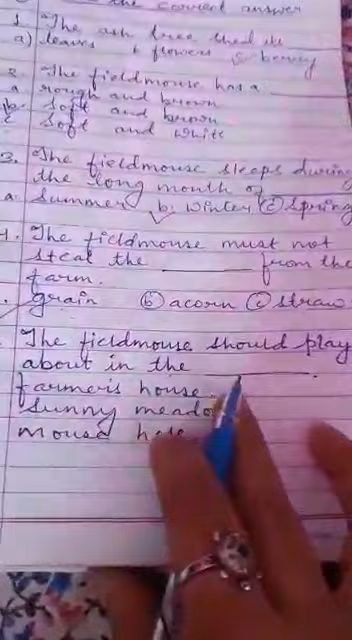 the correct answer
1. The ash tree shed its
a) leaves b flowers c berry
2. The fieldmouse has a
a rough and brown
b. soft and brown
c soft and white
3. The fieldmouse sleeps during
the long month of
a. Summer b. winter c) Spring
4. The fieldmouse must not
steal the ________ from the
farm.
grain b) acorn c) straw
The fieldmouse should play
about in the ________.
farmer's house
Sunny
mouse